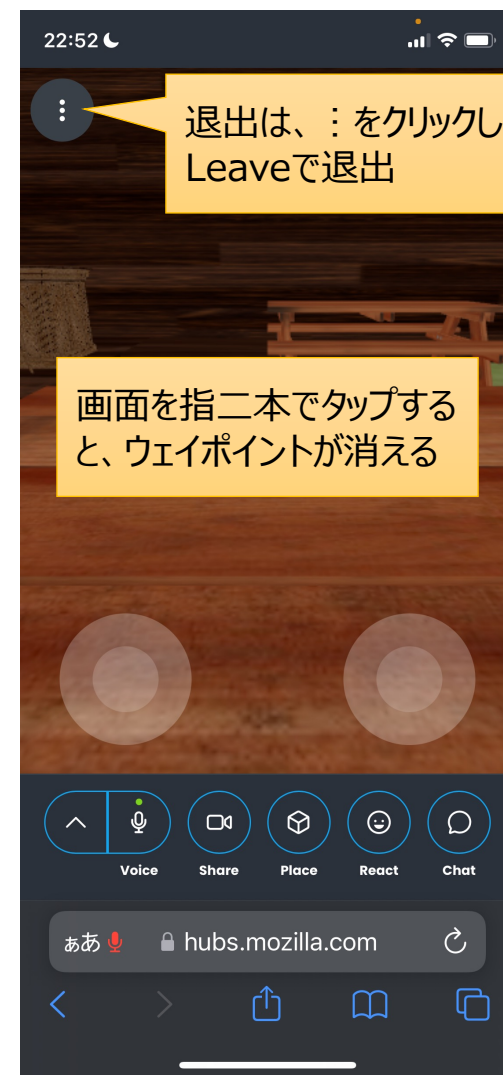 22:52
退出は、︙をクリックし
Leaveで退出
画面を指二本でタップする
と、ウェイポイントが消える
Voice Share Place React Chat
ぁあ hubs.mozilla.com